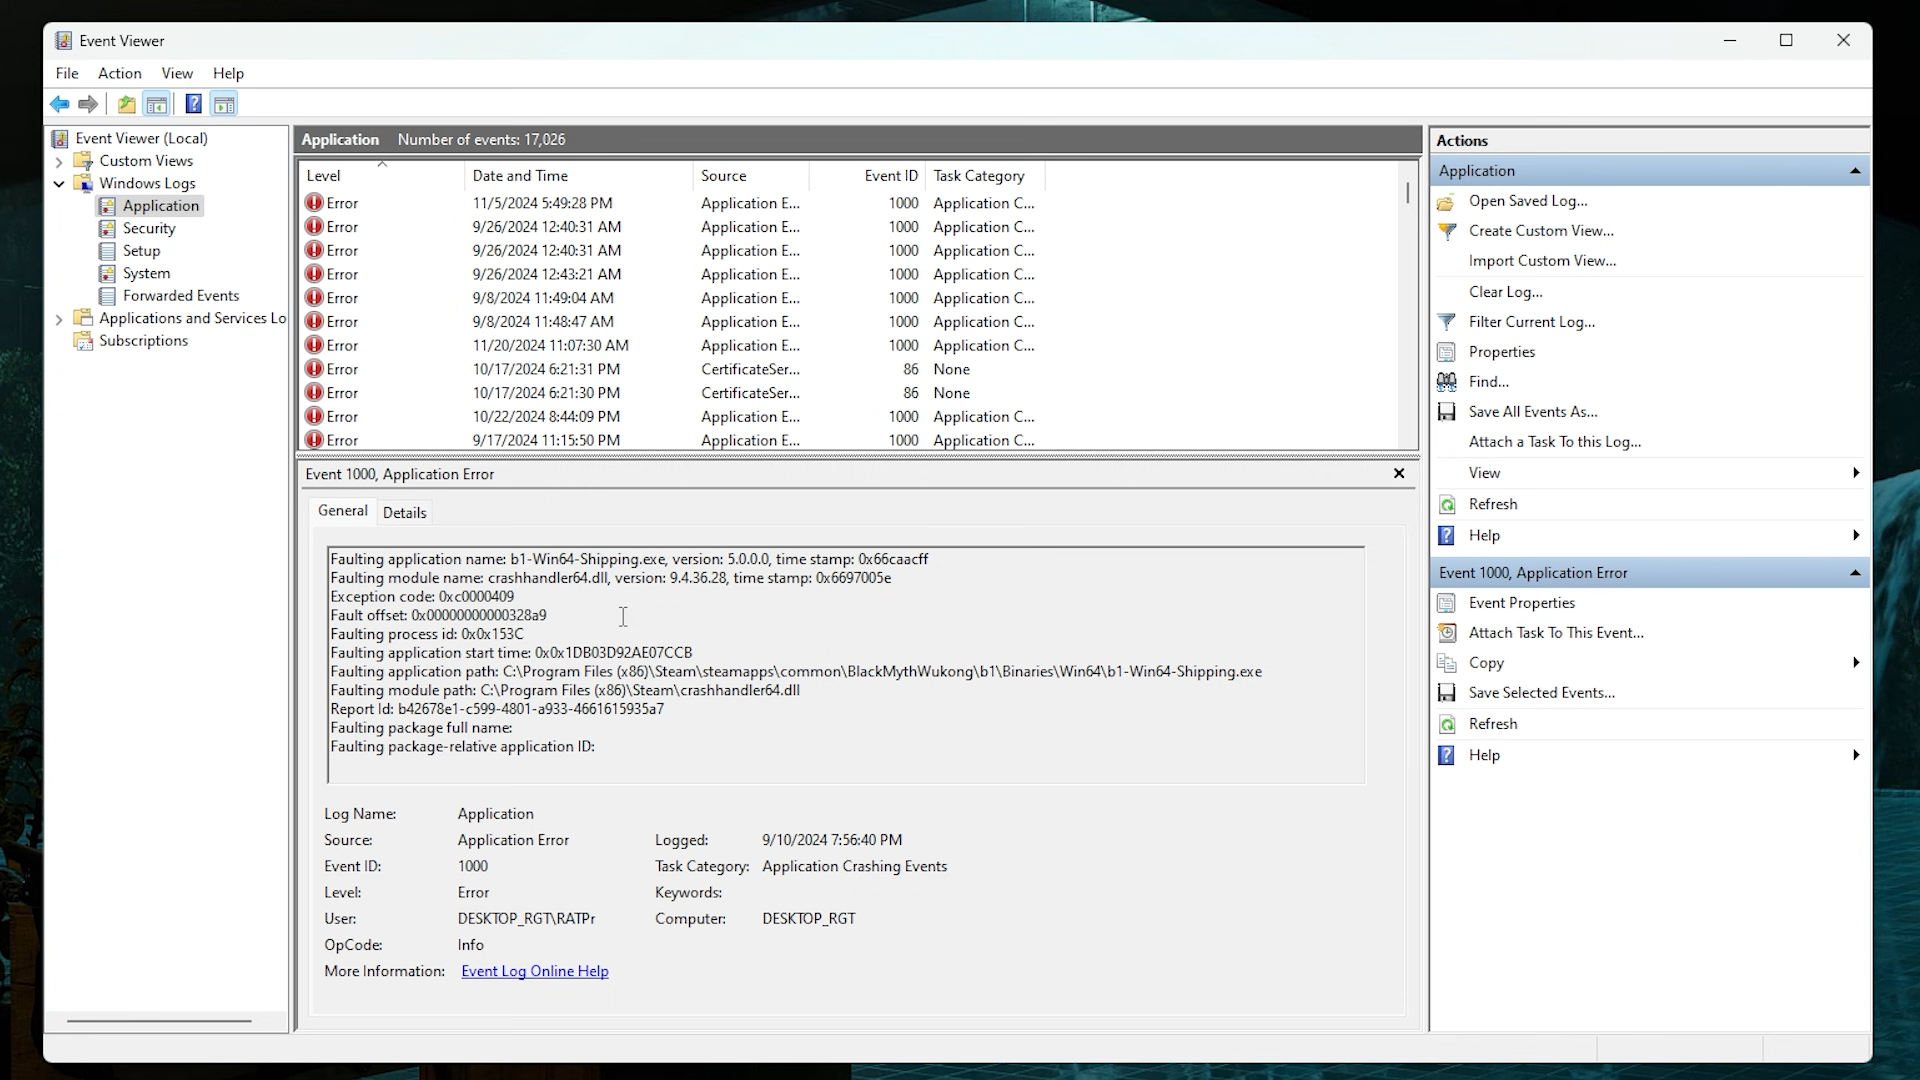 Event Viewer
File Action View Help
Event Viewer (Local)
Custom Views
Windows Logs
Application
Security
Setup
System
Forwarded Events
Applications and Services Lo
Subscriptions
Application Number of events: 17,026
Level Date and Time Source Event ID Task Category
Error 11/5/2024 5:49:28 PM Application E... 1000 Application C...
Error 9/26/2024 12:40:31 AM Application E... 1000 Application C...
Error 9/26/2024 12:40:31 AM Application E... 1000 Application C...
Error 9/26/2024 12:43:21 AM Application E... 1000 Application C...
Error 9/8/2024 11:49:04 AM Application E... 1000 Application C...
Error 9/8/2024 11:48:47 AM Application E... 1000 Application C...
Error 11/20/2024 11:07:30 AM Application E... 1000 Application C...
Error 10/17/2024 6:21:31 PM CertificateSer... 86 None
Error 10/17/2024 6:21:30 PM CertificateSer... 86 None
Error 10/22/2024 8:44:09 PM Application E... 1000 Application C...
Error 9/17/2024 11:15:50 PM Application E... 1000 Application C...
Event 1000, Application Error
General Details
Faulting application name: b1-Win64-Shipping.exe, version: 5.0.0.0, time stamp: 0x66caacff
Faulting module name: crashhandler64.dll, version: 9.4.36.28, time stamp: 0x6697005e
Exception code: 0xc0000409
Fault offset: 0x00000000000328a9
Faulting process id: 0x0x153C
Faulting application start time: 0x0x1DB03D92AE07CCB
Faulting application path: C:\Program Files (x86)\Steam\steamapps\common\BlackMythWukong\b1\Binaries\Win64\b1-Win64-Shipping.exe
Faulting module path: C:\Program Files (x86)\Steam\crashhandler64.dll
Report Id: b42678e1-c599-4801-a933-4661615935a7
Faulting package full name:
Faulting package-relative application ID:
Log Name: Application
Source: Application Error Logged: 9/10/2024 7:56:40 PM
Event ID: 1000 Task Category: Application Crashing Events
Level: Error Keywords:
User: DESKTOP_RGT\RATPr Computer: DESKTOP_RGT
OpCode: Info
More Information: Event Log Online Help
Actions
Application
Open Saved Log...
Create Custom View...
Import Custom View...
Clear Log...
Filter Current Log...
Properties
Find...
Save All Events As...
Attach a Task To this Log...
View
Refresh
Help
Event 1000, Application Error
Event Properties
Attach Task To This Event...
Copy
Save Selected Events...
Refresh
Help